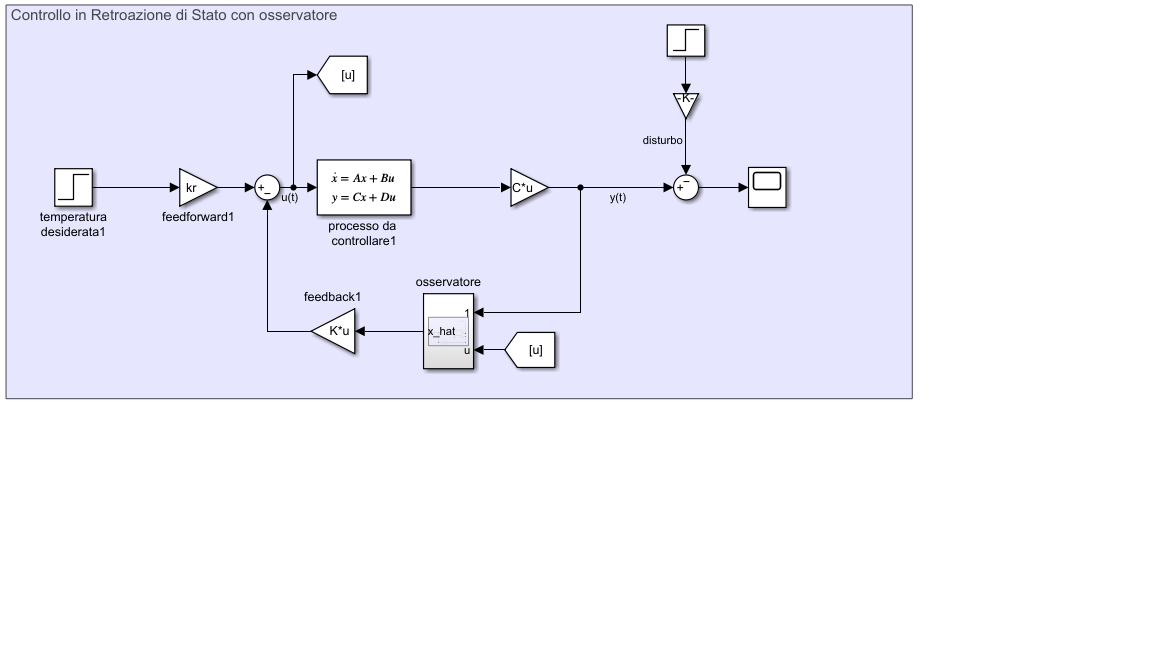 Controllo in Retroazione di Stato con osservatore
[u]
-K-
disturbo
temperatura
desiderata1
kr
feedforward1
+
−
u(t)
ẋ = Ax + Bu
y = Cx + Du
processo da
controllare1
C*u
y(t)
−
+
osservatore
feedback1
K*u
1
x_hat
u
[u]